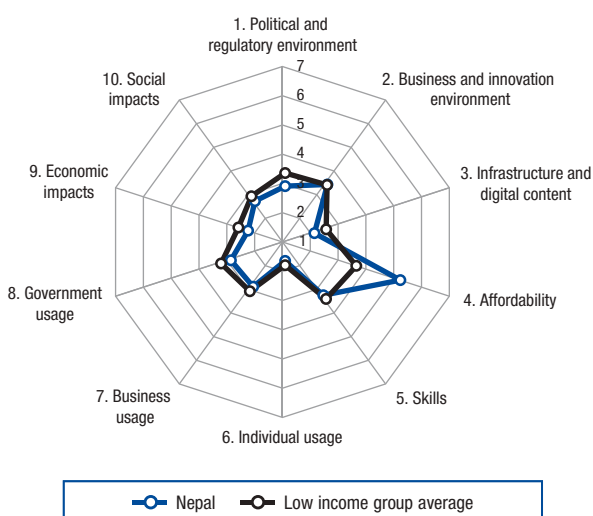 1. Political and
regulatory environment
2. Business and innovation
environment
3. Infrastructure and
digital content
4. Affordability
5. Skills
6. Individual usage
7. Business
usage
8. Government
usage
9. Economic
impacts
10. Social
impacts
7
6
5
4
3
2
1
Nepal
Low income group average